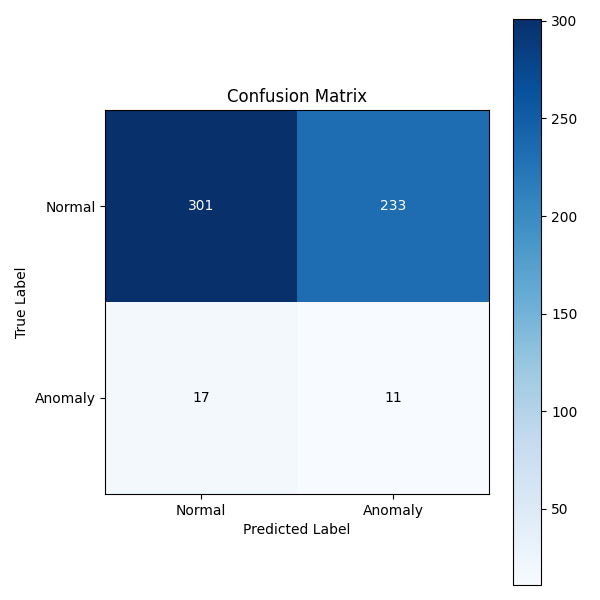 Confusion Matrix
300
250
200
150
100
50
True Label
Normal
Anomaly
301
233
17
11
Normal
Anomaly
Predicted Label